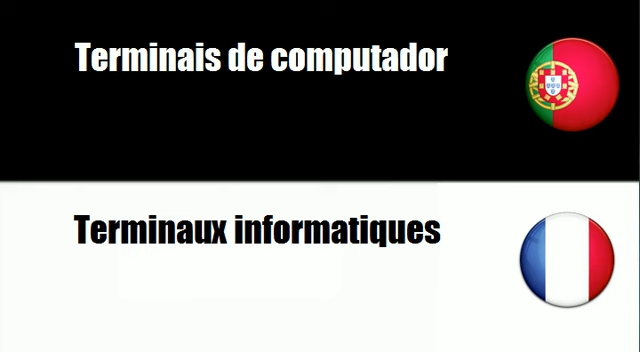 Terminais de computador
Terminaux informatiques